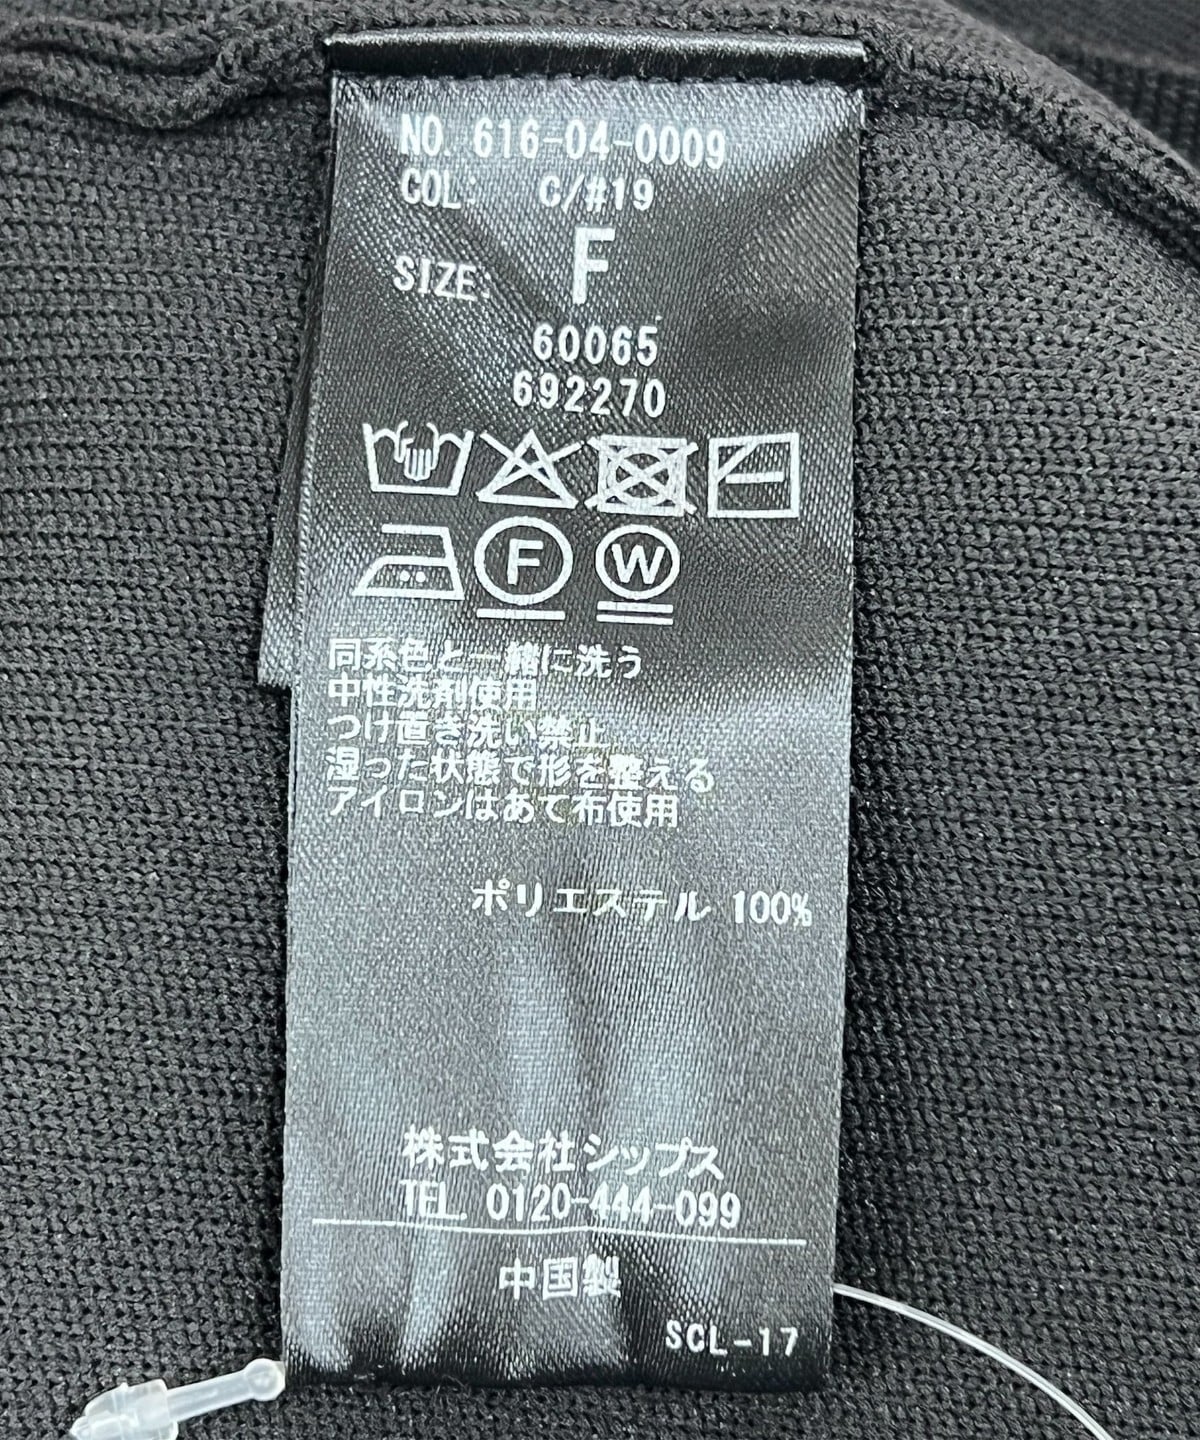 NO. 616-04-0009
COL: C/#19
SIZE: F
60065
692270
F W
同系色と一緒に洗う
中性洗剤使用
つけ置き洗い禁止
湿った状態で形を整える
アイロンはあて布使用
ポリエステル 100%
株式会社シップス
TEL 0120-444-099
中国製
SCL-17